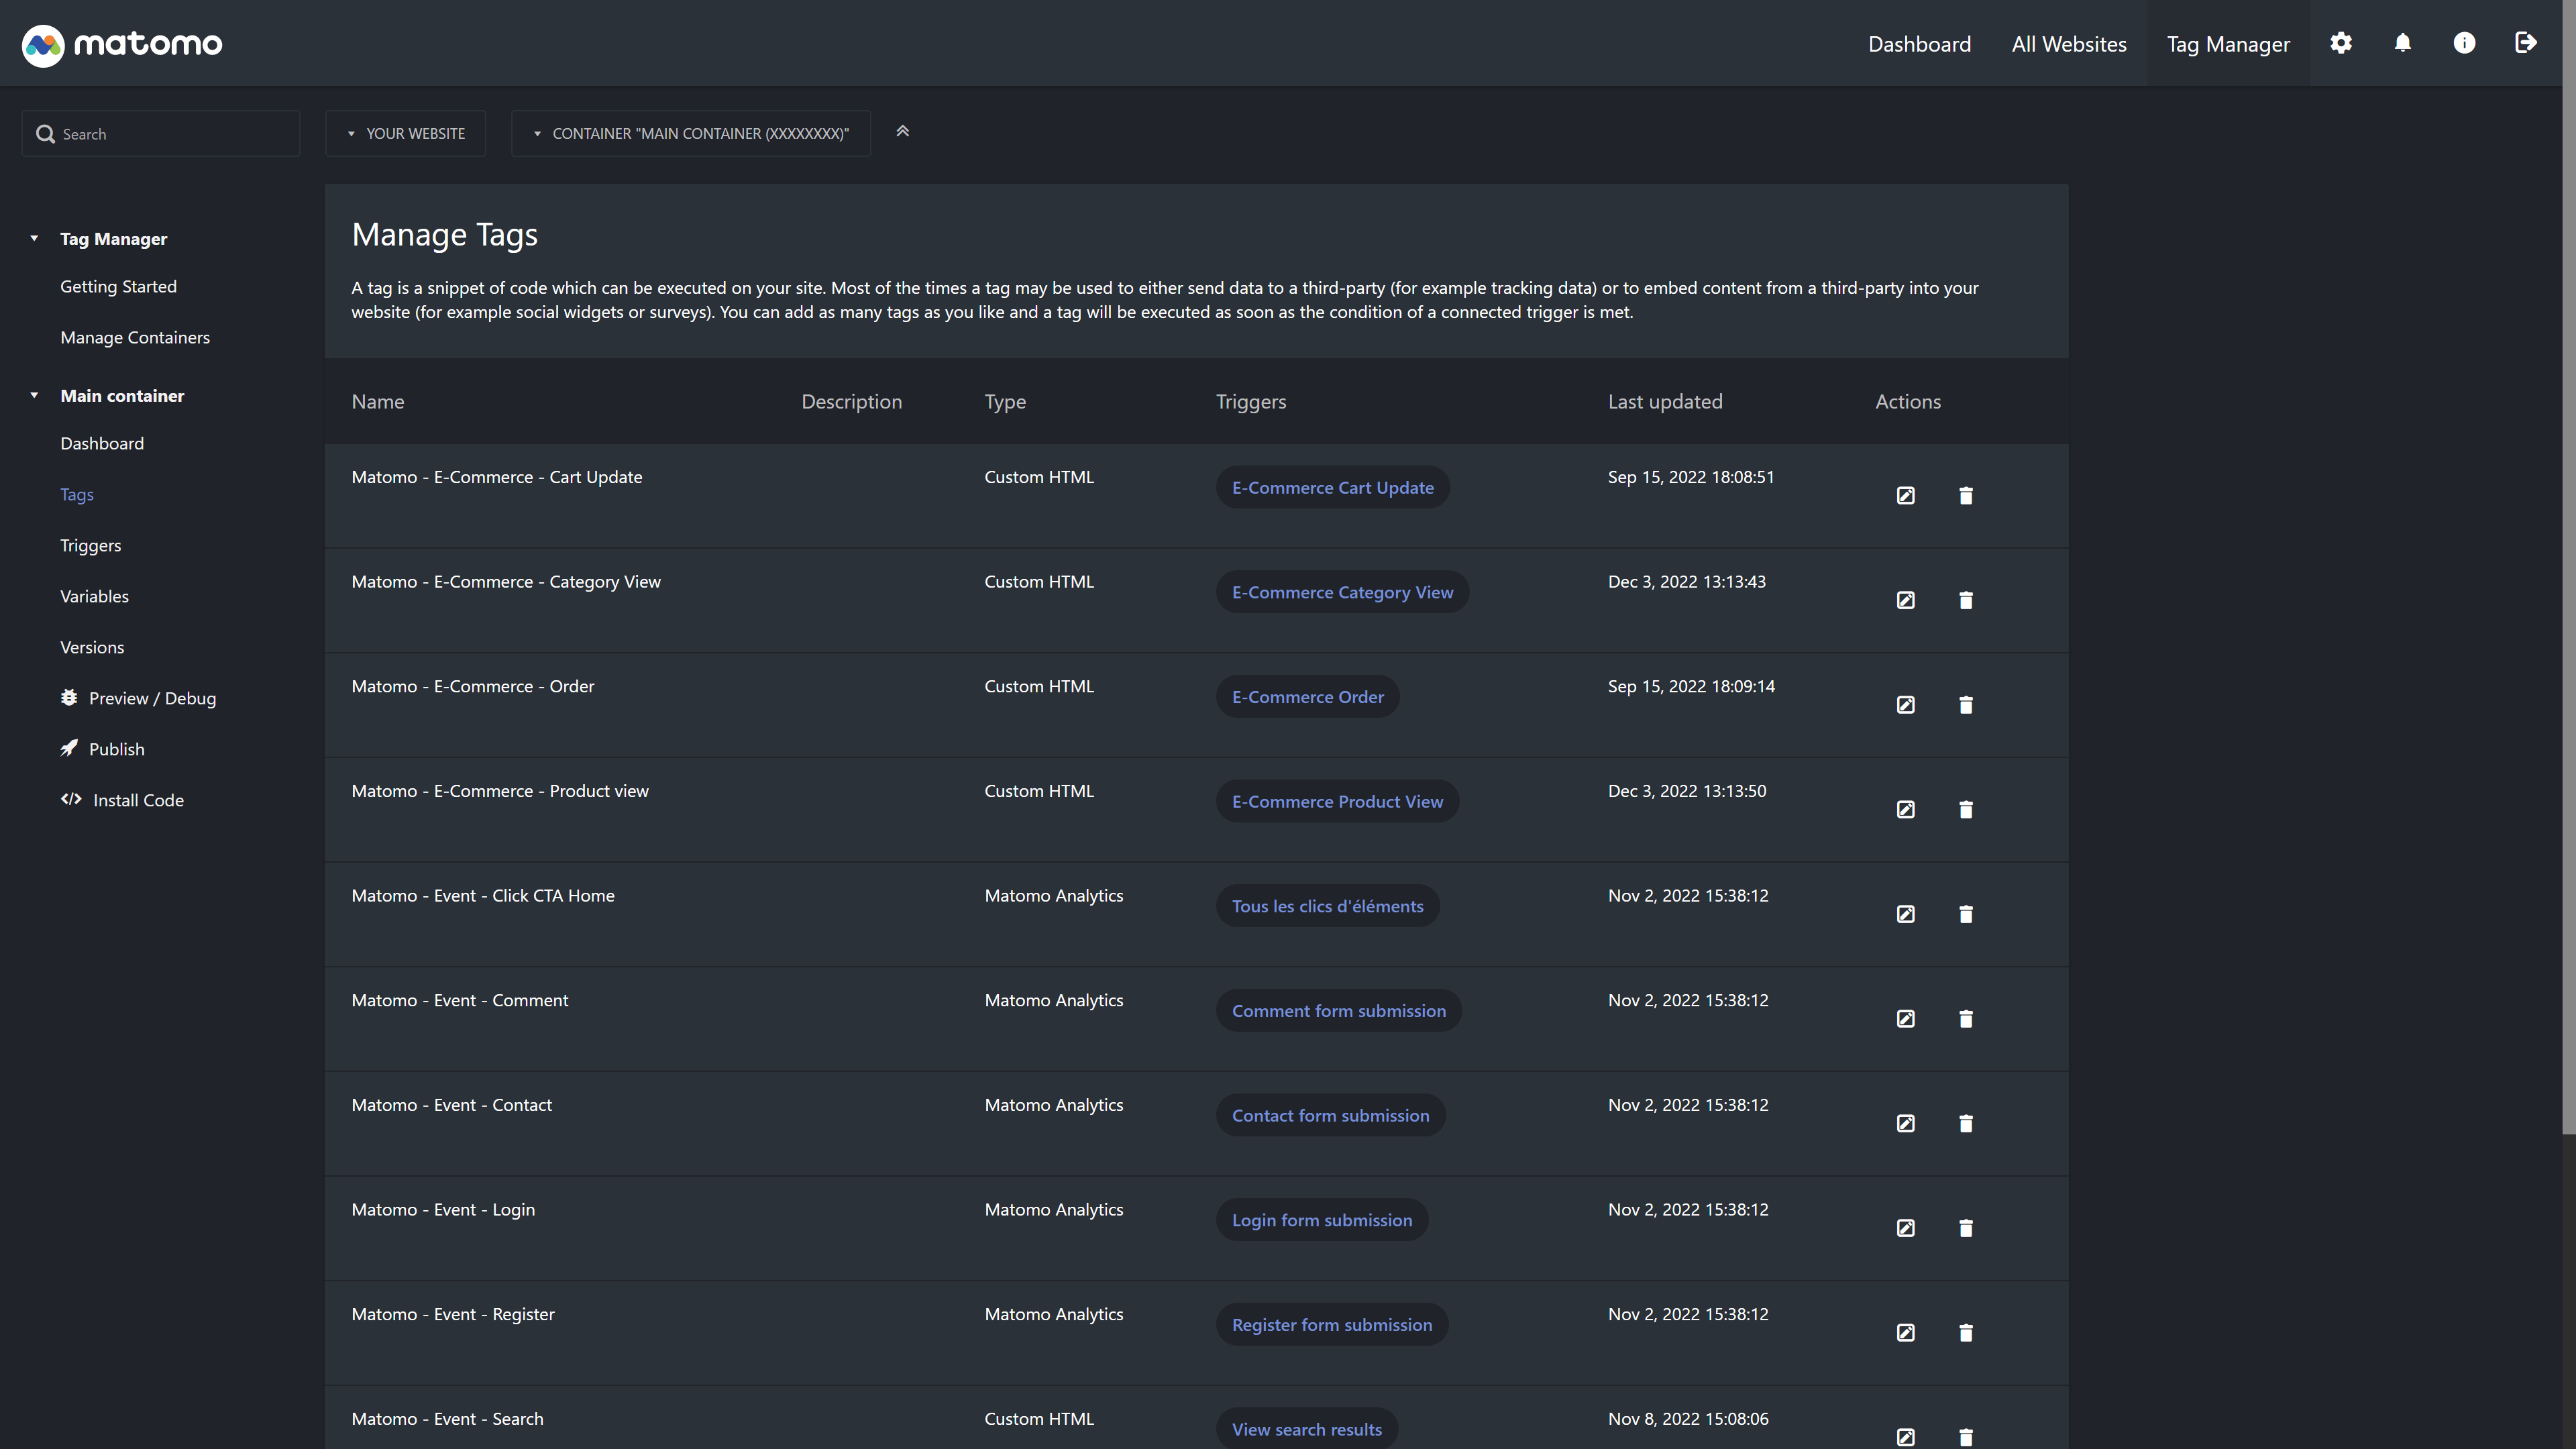 matomo
Dashboard
All Websites
Tag Manager
Search
YOUR WEBSITE
CONTAINER "MAIN CONTAINER (XXXXXXXX)"
Tag Manager
Getting Started
Manage Containers
Main container
Dashboard
Tags
Triggers
Variables
Versions
Preview / Debug
Publish
Install Code
Manage Tags
A tag is a snippet of code which can be executed on your site. Most of the times a tag may be used to either send data to a third-party (for example tracking data) or to embed content from a third-party into your
website (for example social widgets or surveys). You can add as many tags as you like and a tag will be executed as soon as the condition of a connected trigger is met.
Name Description Type Triggers Last updated Actions
Matomo - E-Commerce - Cart Update Custom HTML E-Commerce Cart Update Sep 15, 2022 18:08:51
Matomo - E-Commerce - Category View Custom HTML E-Commerce Category View Dec 3, 2022 13:13:43
Matomo - E-Commerce - Order Custom HTML E-Commerce Order Sep 15, 2022 18:09:14
Matomo - E-Commerce - Product view Custom HTML E-Commerce Product View Dec 3, 2022 13:13:50
Matomo - Event - Click CTA Home Matomo Analytics Tous les clics d'éléments Nov 2, 2022 15:38:12
Matomo - Event - Comment Matomo Analytics Comment form submission Nov 2, 2022 15:38:12
Matomo - Event - Contact Matomo Analytics Contact form submission Nov 2, 2022 15:38:12
Matomo - Event - Login Matomo Analytics Login form submission Nov 2, 2022 15:38:12
Matomo - Event - Register Matomo Analytics Register form submission Nov 2, 2022 15:38:12
Matomo - Event - Search Custom HTML View search results Nov 8, 2022 15:08:06